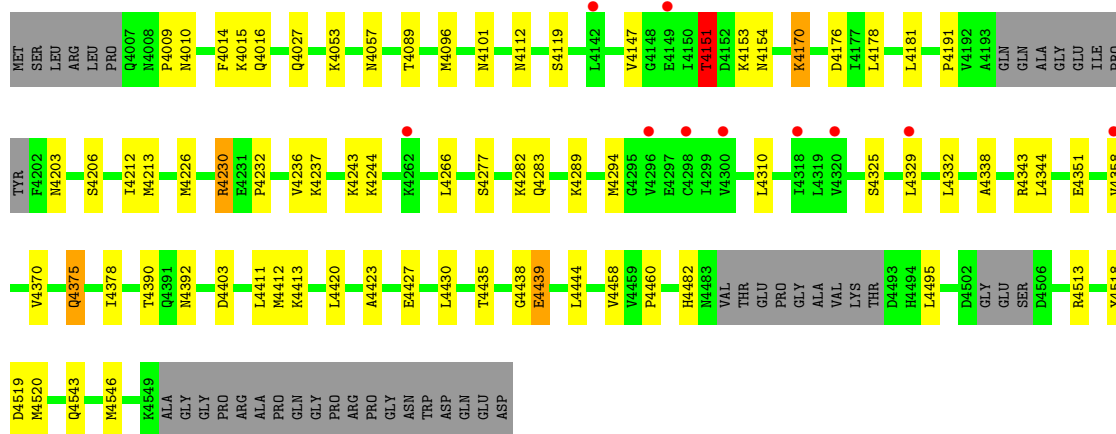 MET SER LEU ARG LEU PRO Q4007 N4008 P4009 N4010 F4014 K4015 Q4016 Q4027 K4053 N4057 T4089 M4096 N4101 N4112 S4119 L4142 V4147 G4148 E4149 I4150 T4151 D4152 K4153 N4154 K4170 D4176 I4177 L4178 L4181 P4191 V4192 A4193 GLN GLN ALA GLY GLU ILE PRO
TYR F4202 N4203 S4206 I4212 M4213 M4226 R4230 E4231 P4232 V4236 K4237 K4243 K4244 K4262 L4266 S4277 K4282 Q4283 K4289 M4294 G4295 V4296 E4297 C4298 I4299 V4300 L4310 I4318 L4319 V4320 S4325 L4329 L4332 A4338 R4343 L4344 E4351 V4358
V4370 Q4375 I4378 T4390 Q4391 N4392 D4403 L4411 M4412 K4413 L4420 A4423 E4427 L4430 T4435 G4438 E4439 L4444 V4458 V4459 P4460 H4482 N4483 VAL THR GLU PRO GLY ALA VAL LYS THR D4493 H4494 L4495 D4502 GLY GLU SER D4506 R4513 Y4518
D4519 M4520 Q4543 M4546 K4549 ALA GLY GLY PRO ARG ALA PRO GLN GLY PRO ARG PRO GLY ASN TRP ASP GLN GLU ASP